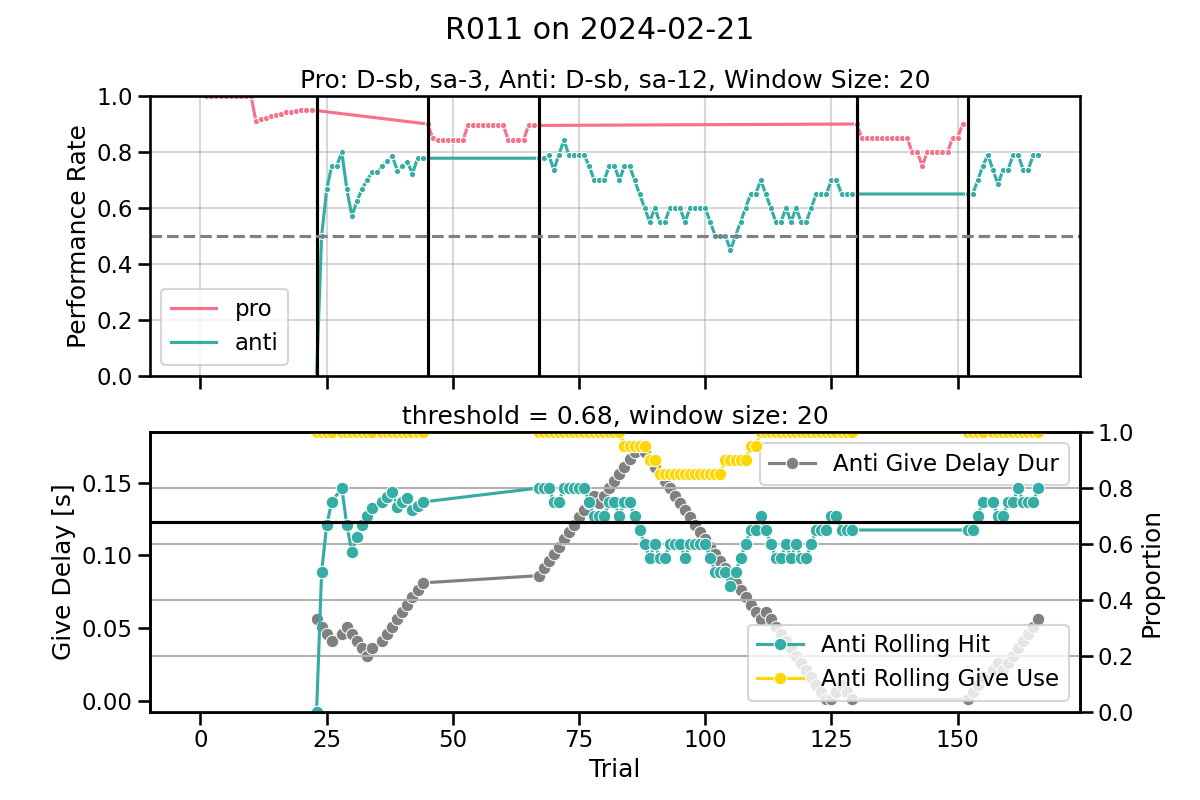 R011 on 2024-02-21
Pro: D-sb, sa-3, Anti: D-sb, sa-12, Window Size: 20
1.0
0.8
0.6
0.4
0.2
0.0
Performance Rate
pro
anti
threshold = 0.68, window size: 20
0.15
0.10
0.05
0.00
Give Delay [s]
Anti Give Delay Dur
Anti Rolling Hit
Anti Rolling Give Use
1.0
0.8
0.6
0.4
0.2
0.0
Proportion
0 25 50 75 100 125 150
Trial